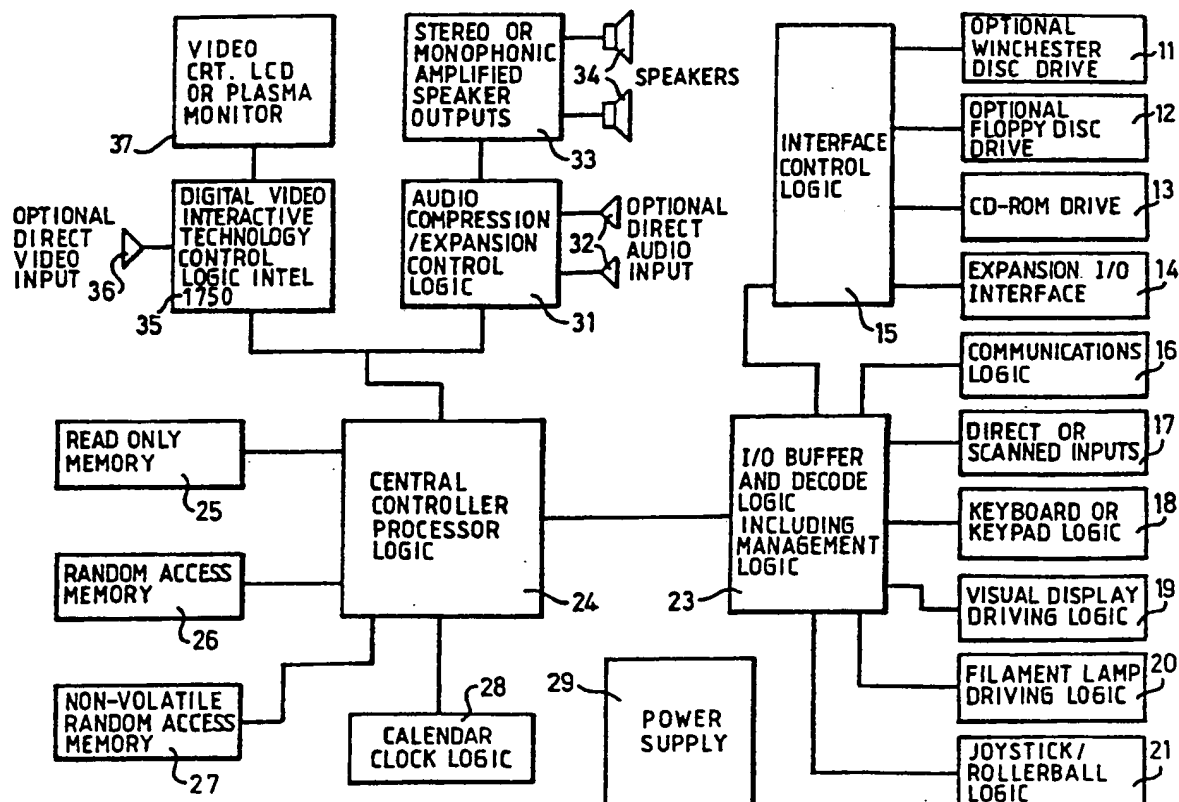 VIDEO
CRT. LCD
OR PLASMA
MONITOR
37
STEREO OR
MONOPHONIC
AMPLIFIED
SPEAKER
OUTPUTS
33
34
SPEAKERS
OPTIONAL
DIRECT
VIDEO
INPUT
36
DIGITAL VIDEO
INTERACTIVE
TECHNOLOGY
CONTROL
LOGIC INTEL
1750
35
AUDIO
COMPRESSION
/EXPANSION
CONTROL
LOGIC
31
32
OPTIONAL
DIRECT
AUDIO
INPUT
INTERFACE
CONTROL
LOGIC
15
OPTIONAL
WINCHESTER
DISC DRIVE
11
OPTIONAL
FLOPPY DISC
DRIVE
12
CD-ROM DRIVE
13
EXPANSION. I/O
INTERFACE
14
COMMUNICATIONS
LOGIC
16
DIRECT OR
SCANNED INPUTS
17
KEYBOARD OR
KEYPAD LOGIC
18
VISUAL DISPLAY
DRIVING LOGIC
19
FILAMENT LAMP
DRIVING LOGIC
20
JOYSTICK/
ROLLERBALL
LOGIC
21
READ ONLY
MEMORY
25
RANDOM ACCESS
MEMORY
26
NON-VOLATILE
RANDOM ACCESS
MEMORY
27
CENTRAL
CONTROLLER
PROCESSOR
LOGIC
24
CALENDAR
CLOCK LOGIC
28
I/O BUFFER
AND DECODE
LOGIC
INCLUDING
MANAGEMENT
LOGIC
23
POWER
SUPPLY
29